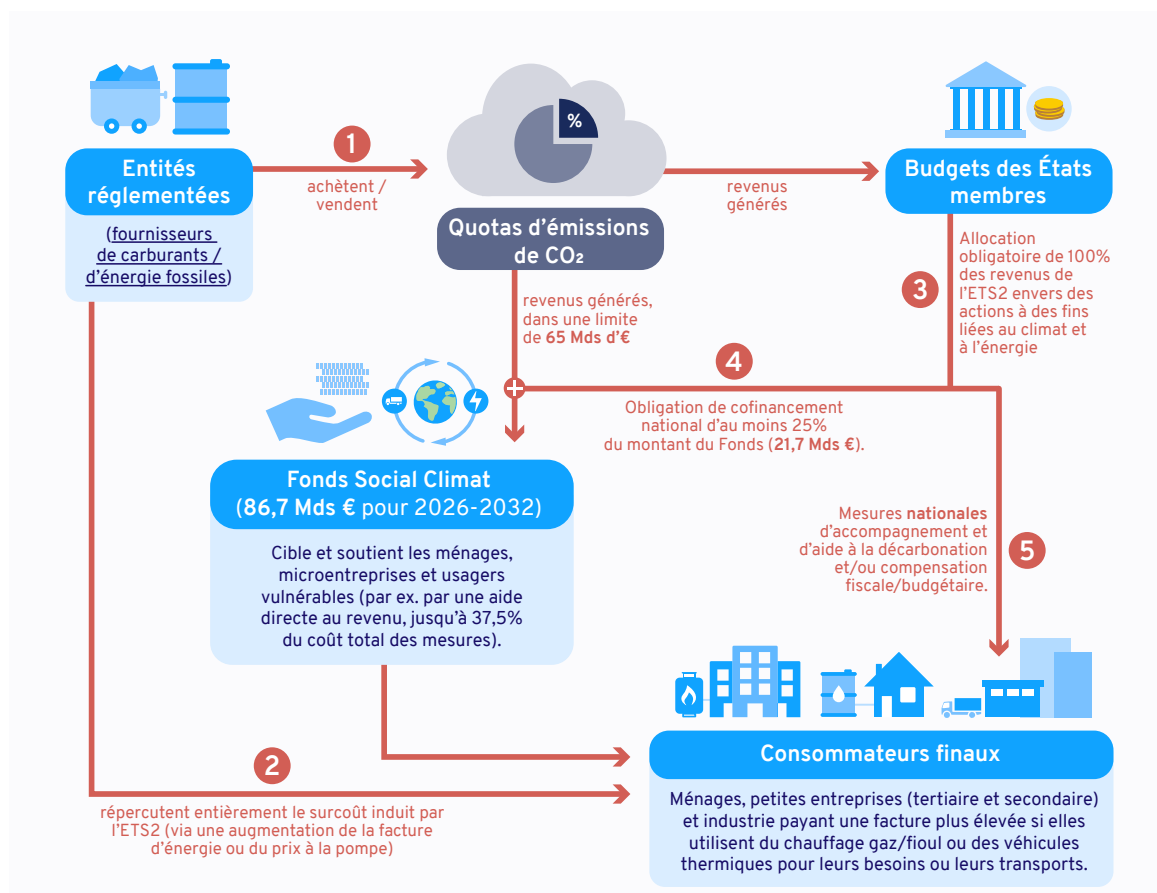 Entités
réglementées
(fournisseurs
de carburants /
d'énergie fossiles)
1
achètent /
vendent
%
Quotas d'émissions
de CO₂
revenus
générés
Budgets des États
membres
3
Allocation
obligatoire de 100%
des revenus de
l'ETS2 envers des
actions à des fins
liées au climat et
à l'énergie
revenus générés,
dans une limite
de 65 Mds d'€
+
4
Obligation de cofinancement
national d'au moins 25%
du montant du Fonds (21,7 Mds €).
Fonds Social Climat
(86,7 Mds € pour 2026-2032)
Cible et soutient les ménages,
microentreprises et usagers
vulnérables (par ex. par une aide
directe au revenu, jusqu'à 37,5%
du coût total des mesures).
Mesures nationales
d'accompagnement et
d'aide à la décarbonation
et/ou compensation
fiscale/budgétaire.
5
2
répercutent entièrement le surcoût induit par
l'ETS2 (via une augmentation de la facture
d'énergie ou du prix à la pompe)
Consommateurs finaux
Ménages, petites entreprises (tertiaire et secondaire)
et industrie payant une facture plus élevée si elles
utilisent du chauffage gaz/fioul ou des véhicules
thermiques pour leurs besoins ou leurs transports.